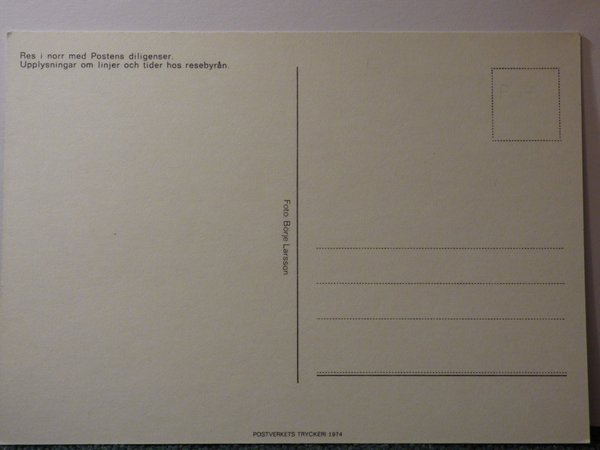 Res i norr med Postens diligenser.
Upplysningar om linjer och tider hos resebyrån.
Foto: Börje Larsson
POSTVERKETS TRYCKERI 1974